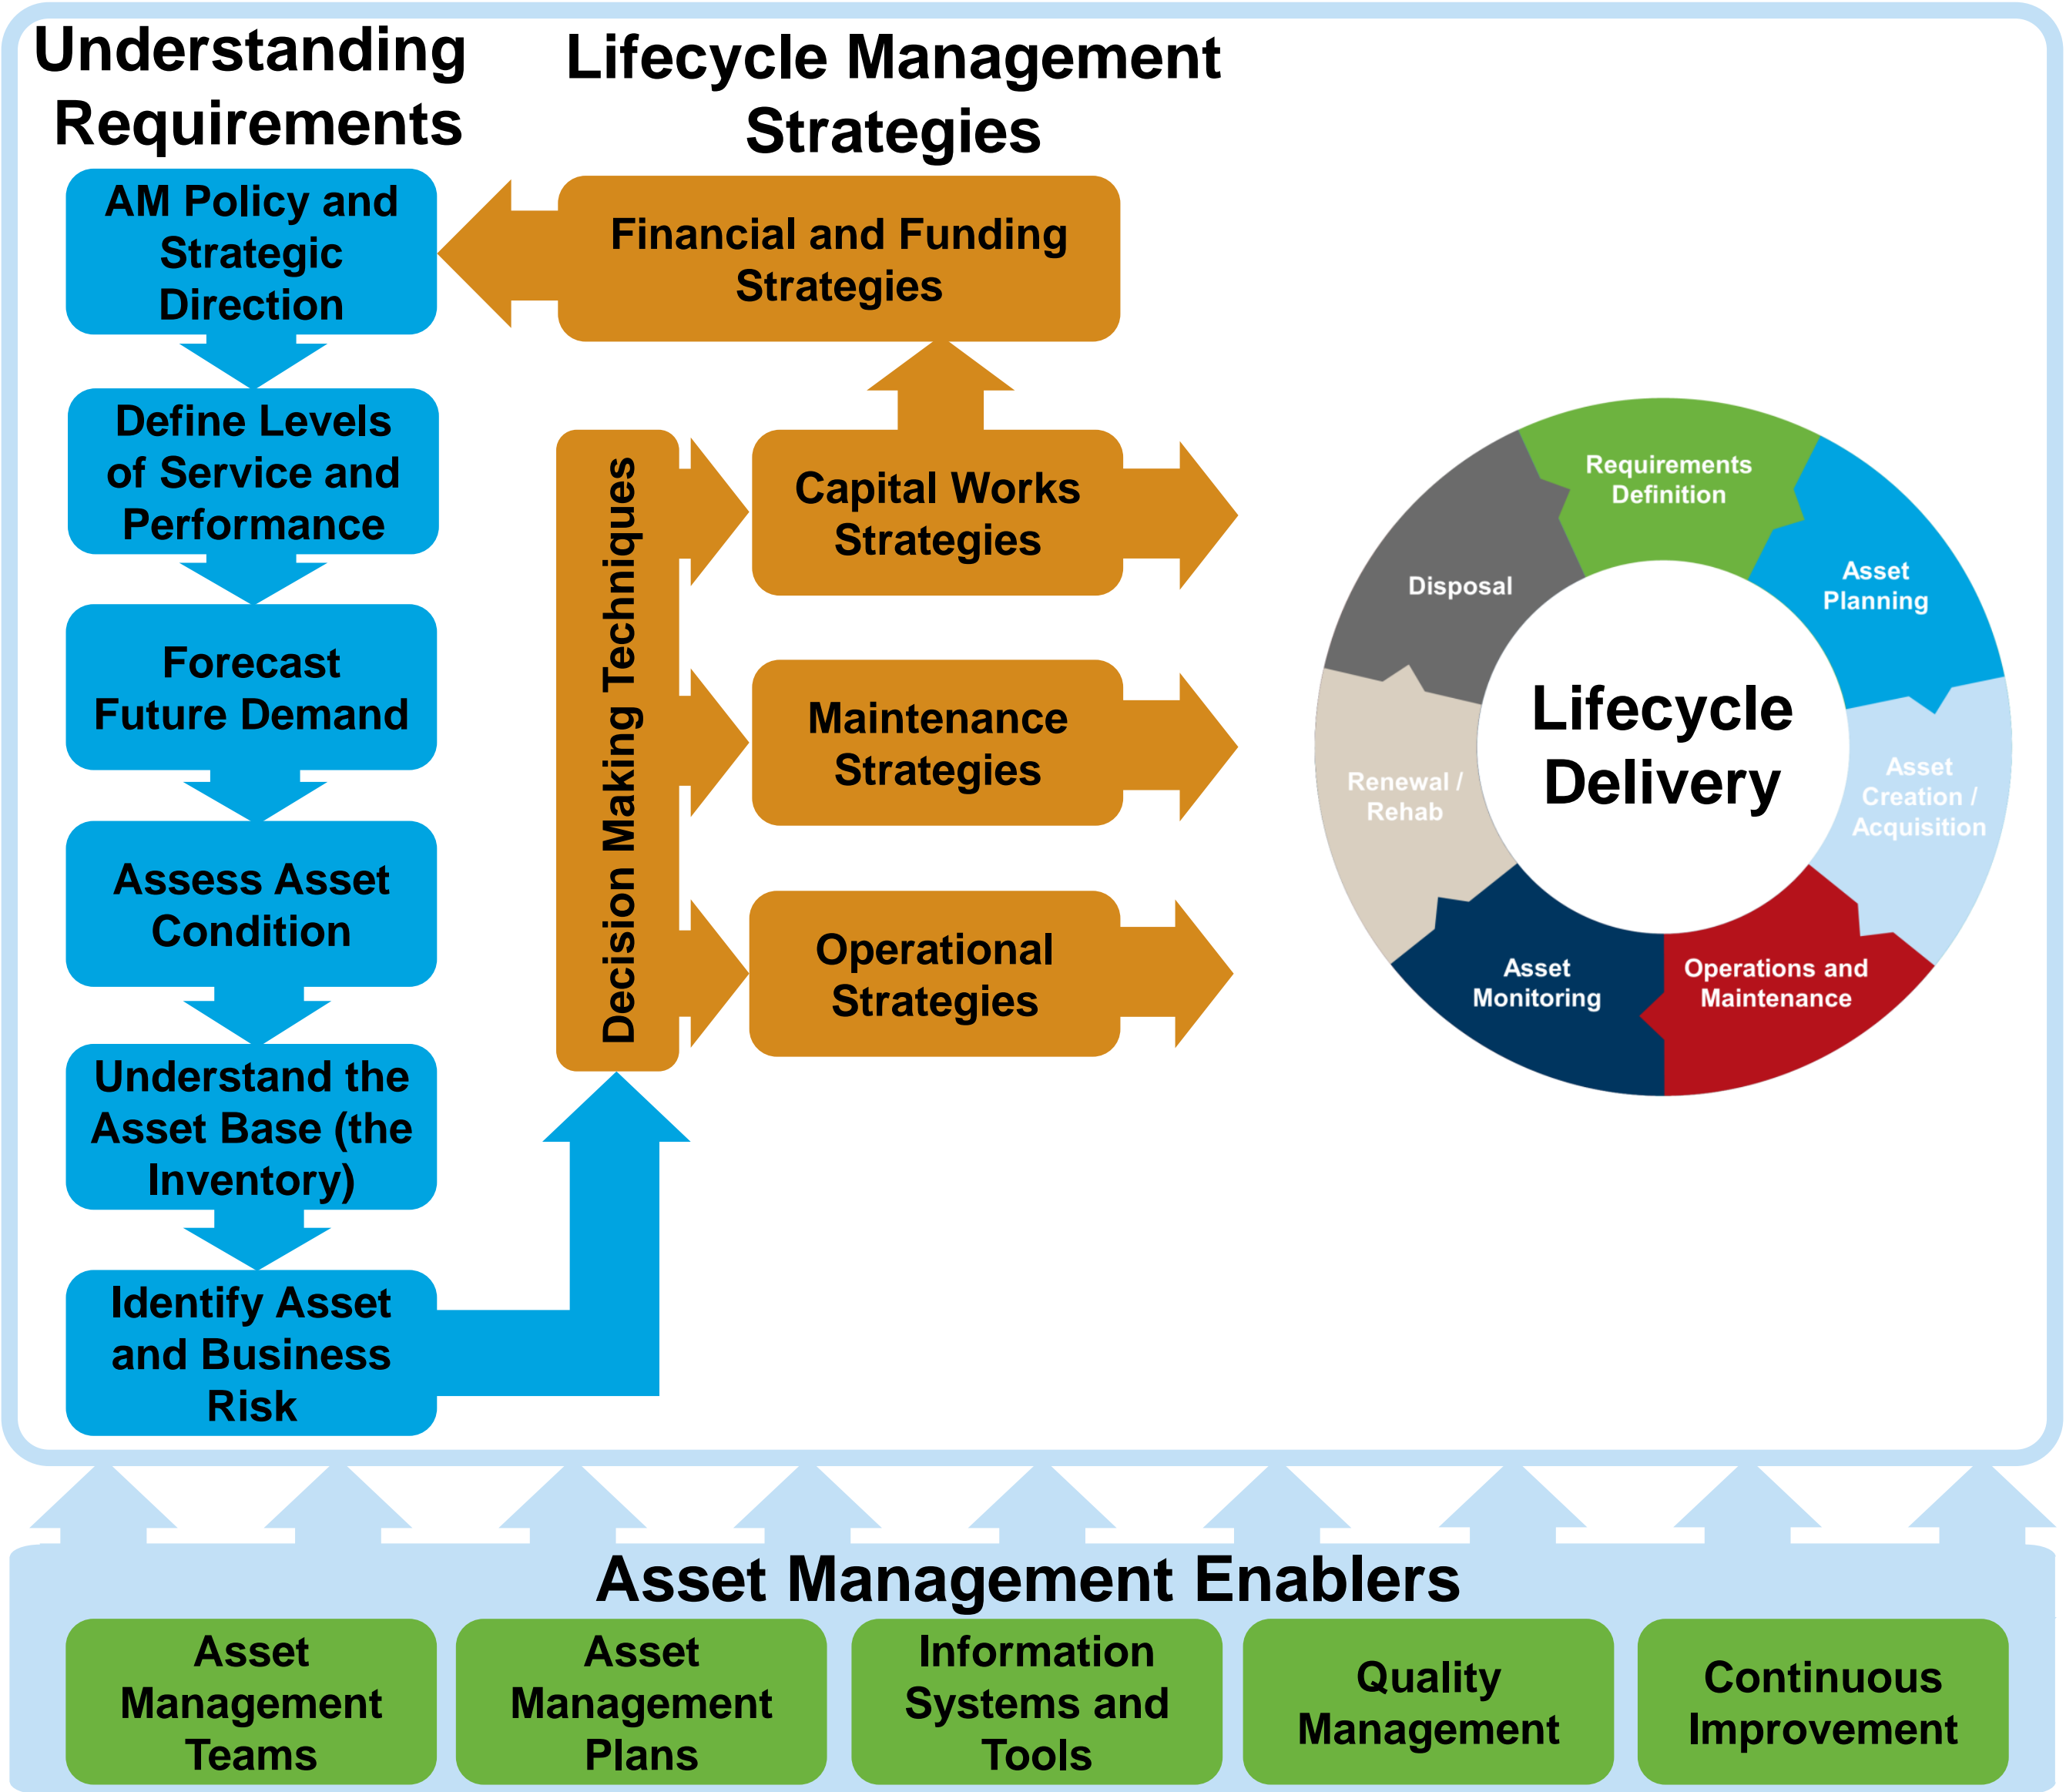 Understanding
Requirements
AM Policy and
Strategic
Direction
Define Levels
of Service and
Performance
Forecast
Future Demand
Assess Asset
Condition
Understand the
Asset Base (the
Inventory)
Identify Asset
and Business
Risk
Lifecycle Management
Strategies
Financial and Funding
Strategies
Decision Making Techniques
Capital Works
Strategies
Maintenance
Strategies
Operational
Strategies
Lifecycle
Delivery
Requirements
Definition
Asset
Planning
Asset
Creation /
Acquisition
Operations and
Maintenance
Asset
Monitoring
Renewal /
Rehab
Disposal
Asset Management Enablers
Asset
Management
Teams
Asset
Management
Plans
Information
Systems and
Tools
Quality
Management
Continuous
Improvement